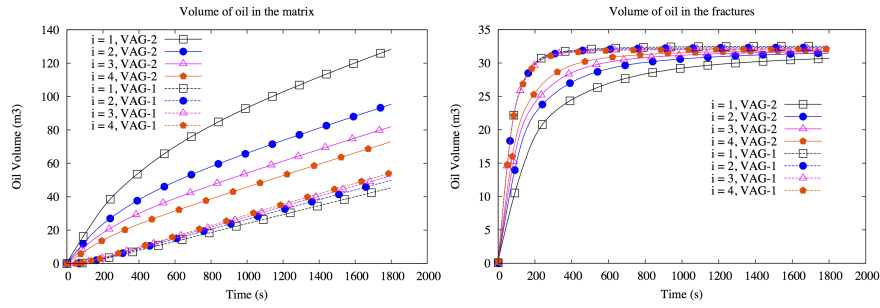 Volume of oil in the matrix
140
120
100
80
60
40
20
0
Oil Volume (m3)
i = 1, VAG-2
i = 2, VAG-2
i = 3, VAG-2
i = 4, VAG-2
i = 1, VAG-1
i = 2, VAG-1
i = 3, VAG-1
i = 4, VAG-1
0 200 400 600 800 1000 1200 1400 1600 1800 2000
Time (s)
Volume of oil in the fractures
35
30
25
20
15
10
5
0
Oil Volume (m3)
i = 1, VAG-2
i = 2, VAG-2
i = 3, VAG-2
i = 4, VAG-2
i = 1, VAG-1
i = 2, VAG-1
i = 3, VAG-1
i = 4, VAG-1
0 200 400 600 800 1000 1200 1400 1600 1800 2000
Time (s)